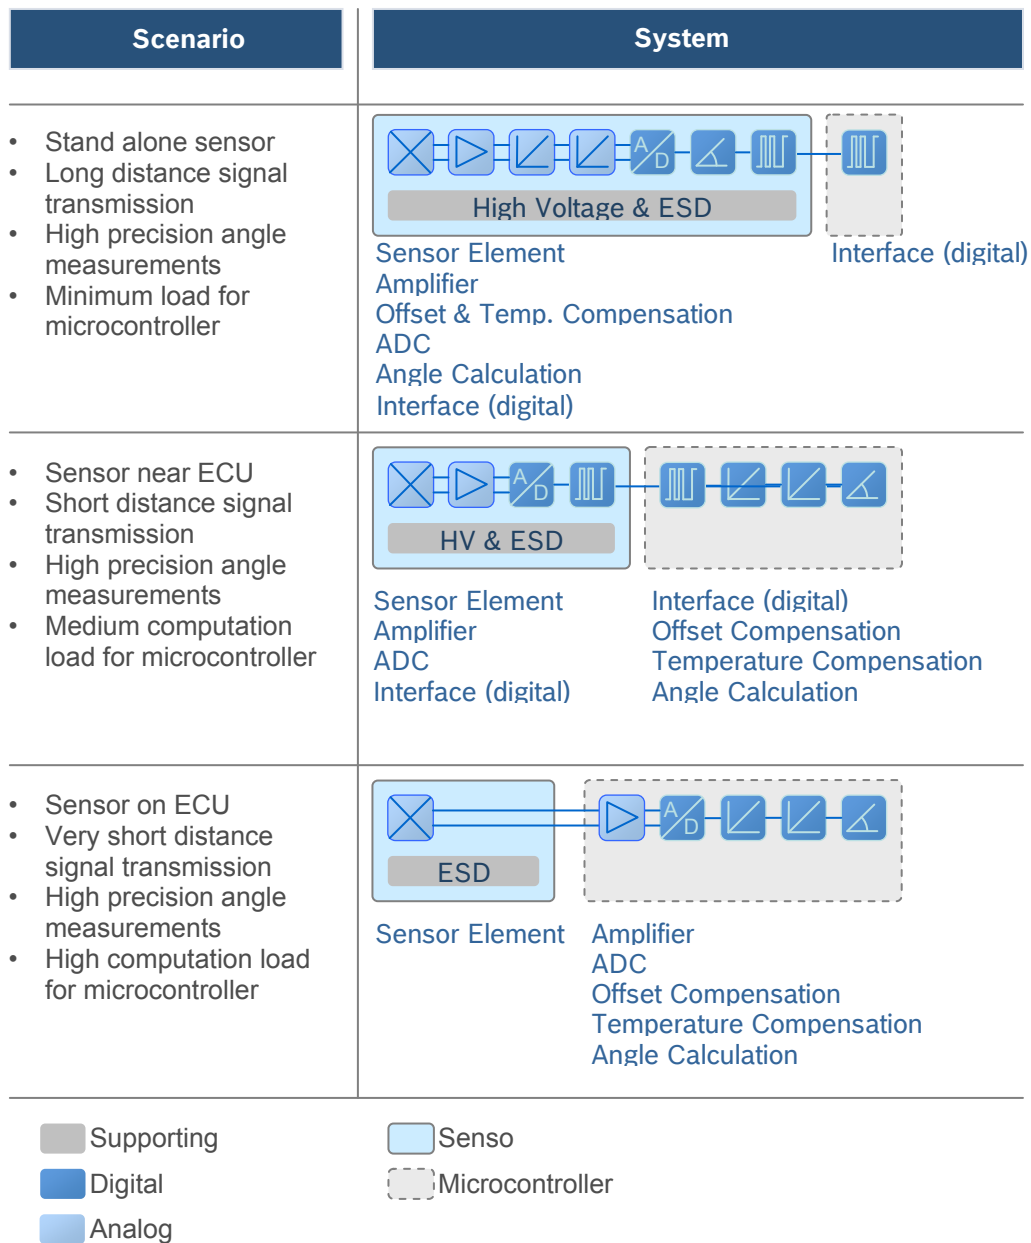 Scenario
System
• Stand alone sensor
• Long distance signal
transmission
• High precision angle
measurements
• Minimum load for
microcontroller
A/D
High Voltage & ESD
Sensor Element
Amplifier
Offset & Temp. Compensation
ADC
Angle Calculation
Interface (digital)
Interface (digital)
• Sensor near ECU
• Short distance signal
transmission
• High precision angle
measurements
• Medium computation
load for microcontroller
A/D
HV & ESD
Sensor Element
Amplifier
ADC
Interface (digital)
Interface (digital)
Offset Compensation
Temperature Compensation
Angle Calculation
• Sensor on ECU
• Very short distance
signal transmission
• High precision angle
measurements
• High computation load
for microcontroller
A/D
ESD
Sensor Element
Amplifier
ADC
Offset Compensation
Temperature Compensation
Angle Calculation
Supporting
Digital
Analog
Senso
Microcontroller